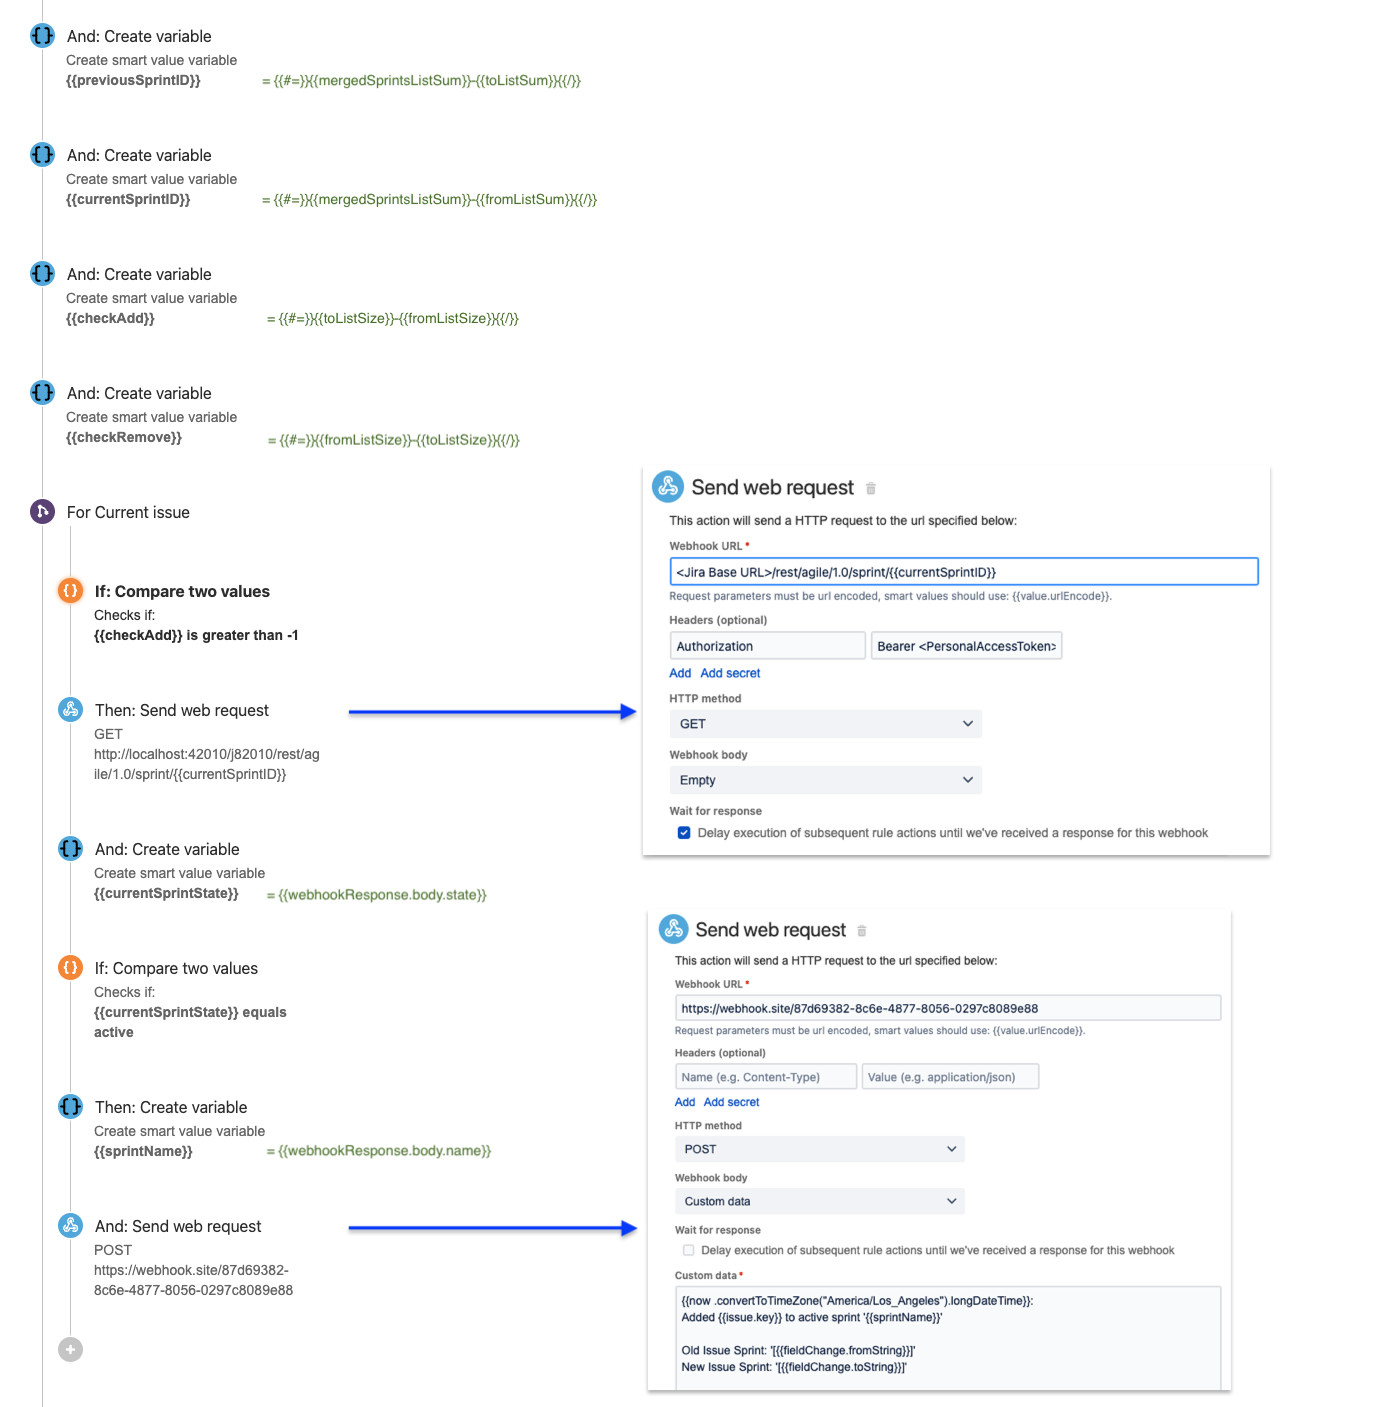 And: Create variable
Create smart value variable
{{previousSprintID}} = {{#=}}{{mergedSprintsListSum}}-{{toListSum}}{{/}}
And: Create variable
Create smart value variable
{{currentSprintID}} = {{#=}}{{mergedSprintsListSum}}-{{fromListSum}}{{/}}
And: Create variable
Create smart value variable
{{checkAdd}} = {{#=}}{{toListSize}}-{{fromListSize}}{{/}}
And: Create variable
Create smart value variable
{{checkRemove}} = {{#=}}{{fromListSize}}-{{toListSize}}{{/}}
For Current issue
If: Compare two values
Checks if:
{{checkAdd}} is greater than -1
Then: Send web request
GET
http://localhost:42010/j82010/rest/ag
ile/1.0/sprint/{{currentSprintID}}
And: Create variable
Create smart value variable
{{currentSprintState}} = {{webhookResponse.body.state}}
If: Compare two values
Checks if:
{{currentSprintState}} equals
active
Then: Create variable
Create smart value variable
{{sprintName}} = {{webhookResponse.body.name}}
And: Send web request
POST
https://webhook.site/87d69382-
8c6e-4877-8056-0297c8089e88
Send web request
This action will send a HTTP request to the url specified below:
Webhook URL *
<Jira Base URL>/rest/agile/1.0/sprint/{{currentSprintID}}
Request parameters must be url encoded, smart values should use: {{value.urlEncode}}.
Headers (optional)
Authorization Bearer <PersonalAccessToken>
Add Add secret
HTTP method
GET
Webhook body
Empty
Wait for response
Delay execution of subsequent rule actions until we've received a response for this webhook
Send web request
This action will send a HTTP request to the url specified below:
Webhook URL *
https://webhook.site/87d69382-8c6e-4877-8056-0297c8089e88
Request parameters must be url encoded, smart values should use: {{value.urlEncode}}.
Headers (optional)
Name (e.g. Content-Type) Value (e.g. application/json)
Add Add secret
HTTP method
POST
Webhook body
Custom data
Wait for response
Delay execution of subsequent rule actions until we've received a response for this webhook
Custom data *
{{now .convertToTimeZone("America/Los_Angeles").longDateTime}}:
Added {{issue.key}} to active sprint '{{sprintName}}'
Old Issue Sprint: '[{{fieldChange.fromString}}]'
New Issue Sprint: '[{{fieldChange.toString}}]'